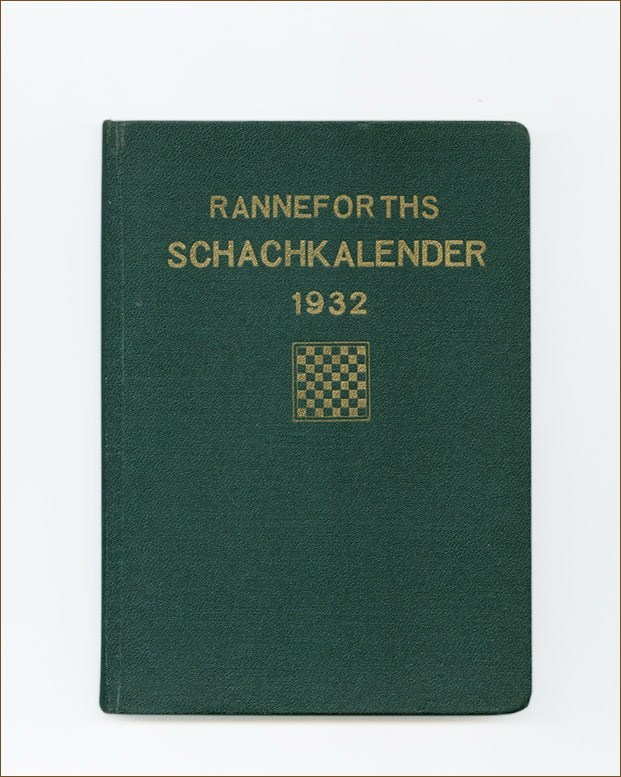 RANNEFORTHS
SCHACHKALENDER
1932